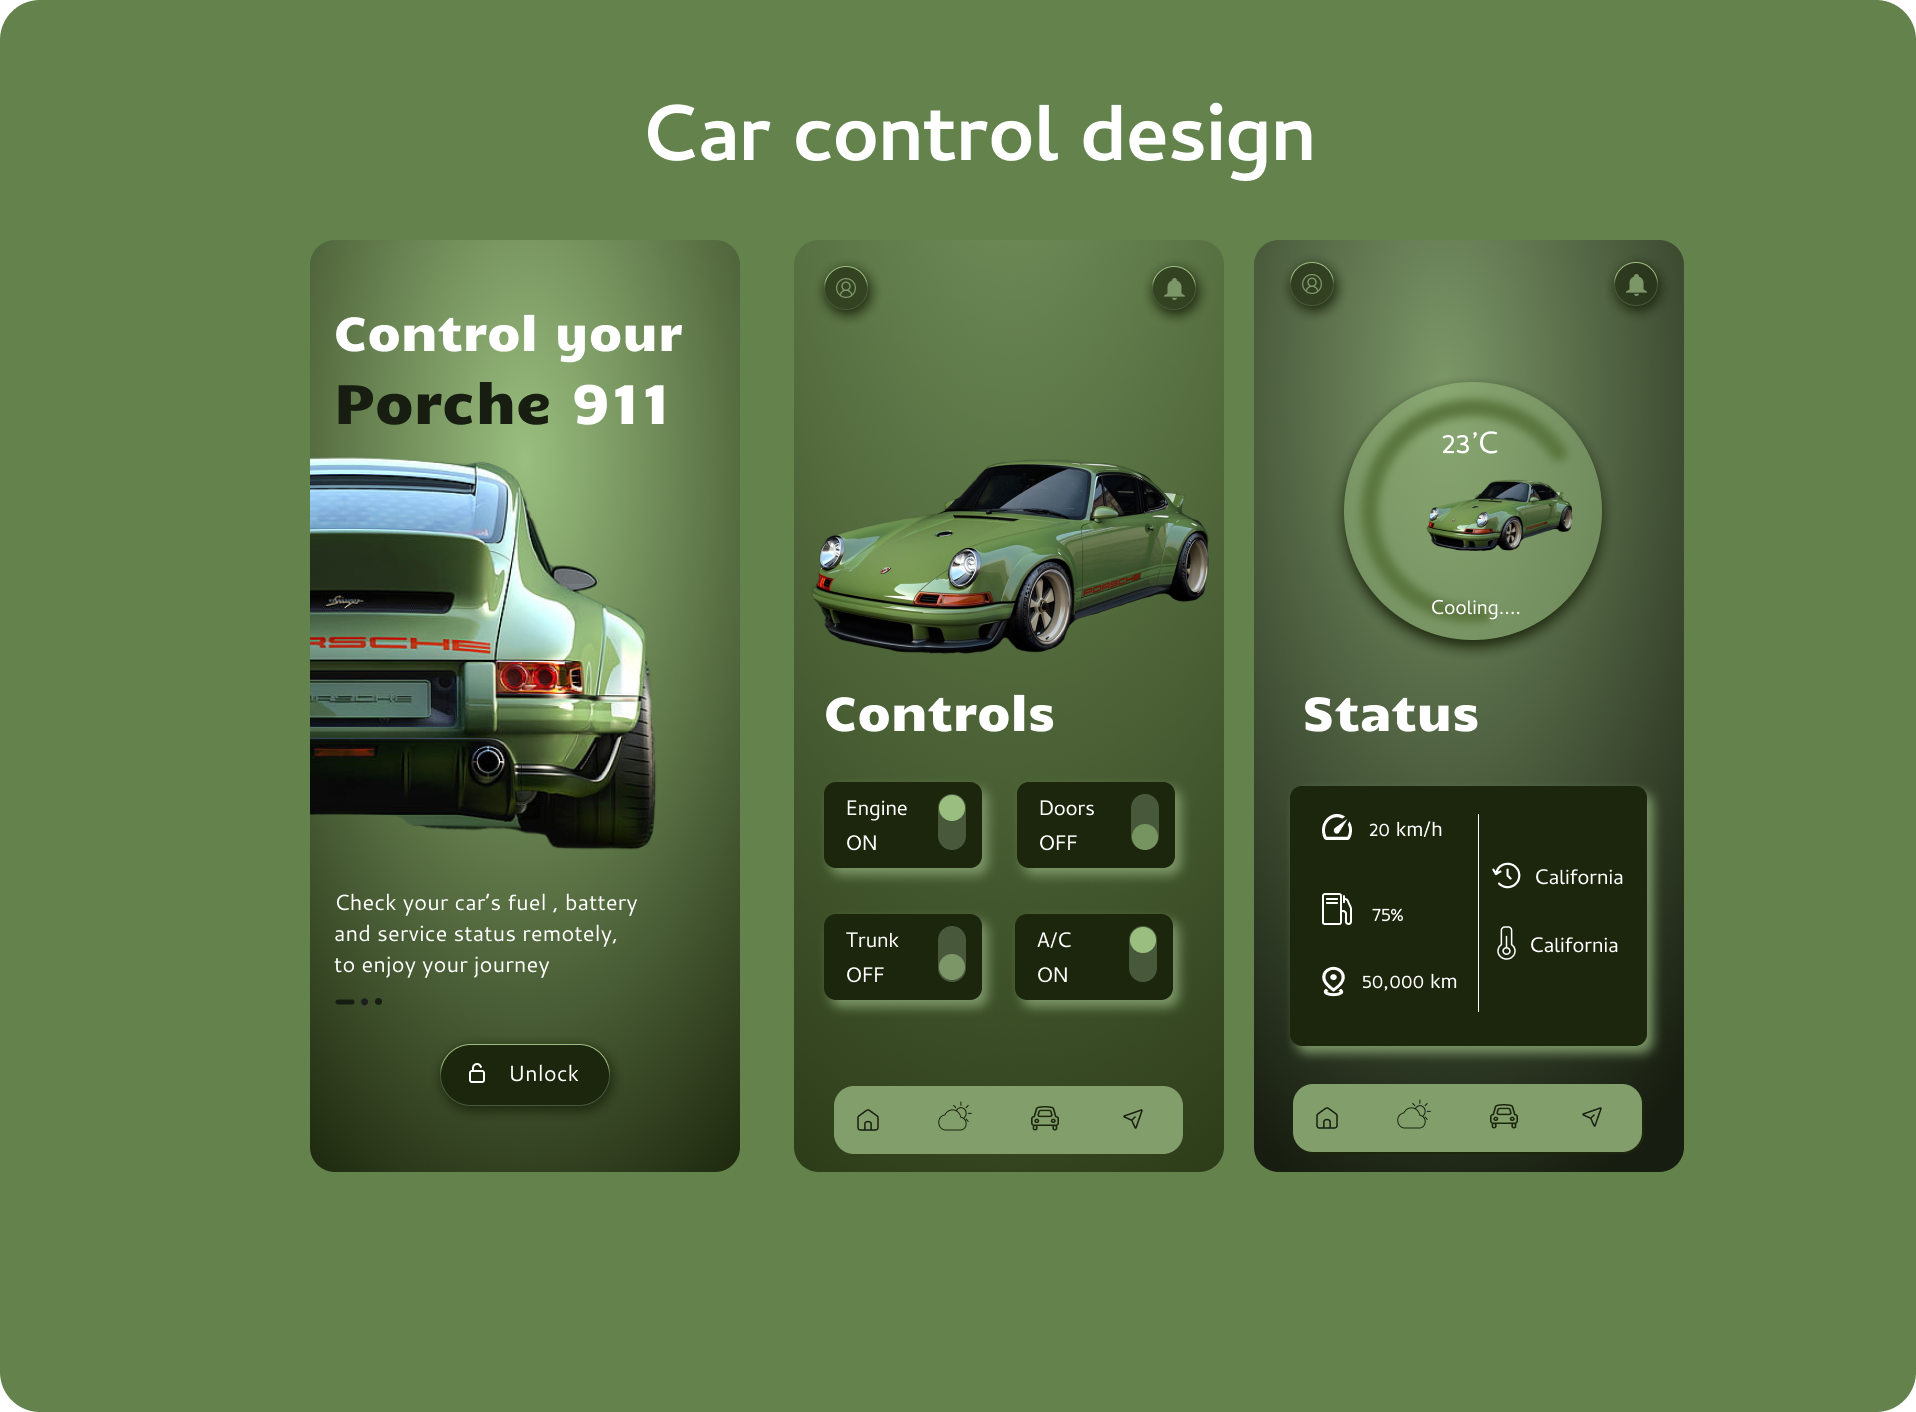 Car control design
Control your
Porche 911
RSCHE
Check your car's fuel , battery
and service status remotely,
to enjoy your journey
Unlock
PORSCHE
Controls
Engine
ON
Doors
OFF
Trunk
OFF
A/C
ON
23'C
Cooling....
Status
20 km/h
75%
50,000 km
California
California